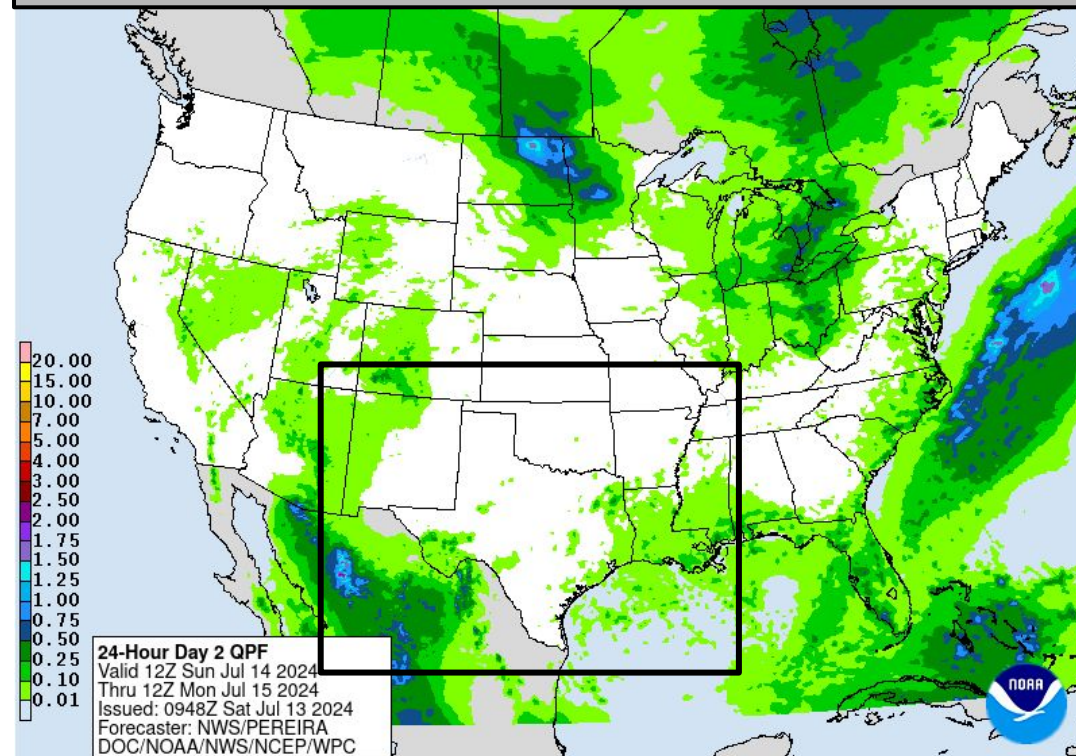 20.00
15.00
10.00
7.00
5.00
4.00
3.00
2.50
2.00
1.75
1.50
1.25
1.00
0.75
0.50
0.25
0.10
0.01
24-Hour Day 2 QPF
Valid 12Z Sun Jul 14 2024
Thru 12Z Mon Jul 15 2024
Issued: 0948Z Sat Jul 13 2024
Forecaster: NWS/PEREIRA
DOC/NOAA/NWS/NCEP/WPC
NOAA